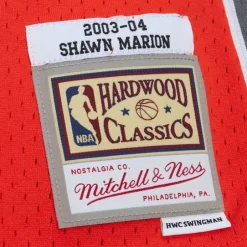 2003-04
SHAWN MARION
NBA
HARDWOOD
CLASSICS
NOSTALGIA CO.
Mitchell & Ness
PHILADELPHIA, PA.
HWC SWINGMAN